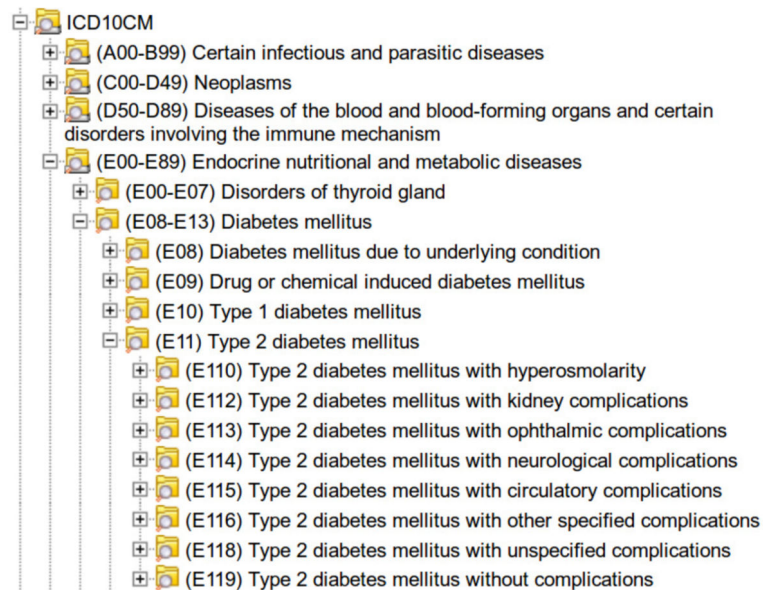 ICD10CM
(A00-B99) Certain infectious and parasitic diseases
(C00-D49) Neoplasms
(D50-D89) Diseases of the blood and blood-forming organs and certain
disorders involving the immune mechanism
(E00-E89) Endocrine nutritional and metabolic diseases
(E00-E07) Disorders of thyroid gland
(E08-E13) Diabetes mellitus
(E08) Diabetes mellitus due to underlying condition
(E09) Drug or chemical induced diabetes mellitus
(E10) Type 1 diabetes mellitus
(E11) Type 2 diabetes mellitus
(E110) Type 2 diabetes mellitus with hyperosmolarity
(E112) Type 2 diabetes mellitus with kidney complications
(E113) Type 2 diabetes mellitus with ophthalmic complications
(E114) Type 2 diabetes mellitus with neurological complications
(E115) Type 2 diabetes mellitus with circulatory complications
(E116) Type 2 diabetes mellitus with other specified complications
(E118) Type 2 diabetes mellitus with unspecified complications
(E119) Type 2 diabetes mellitus without complications